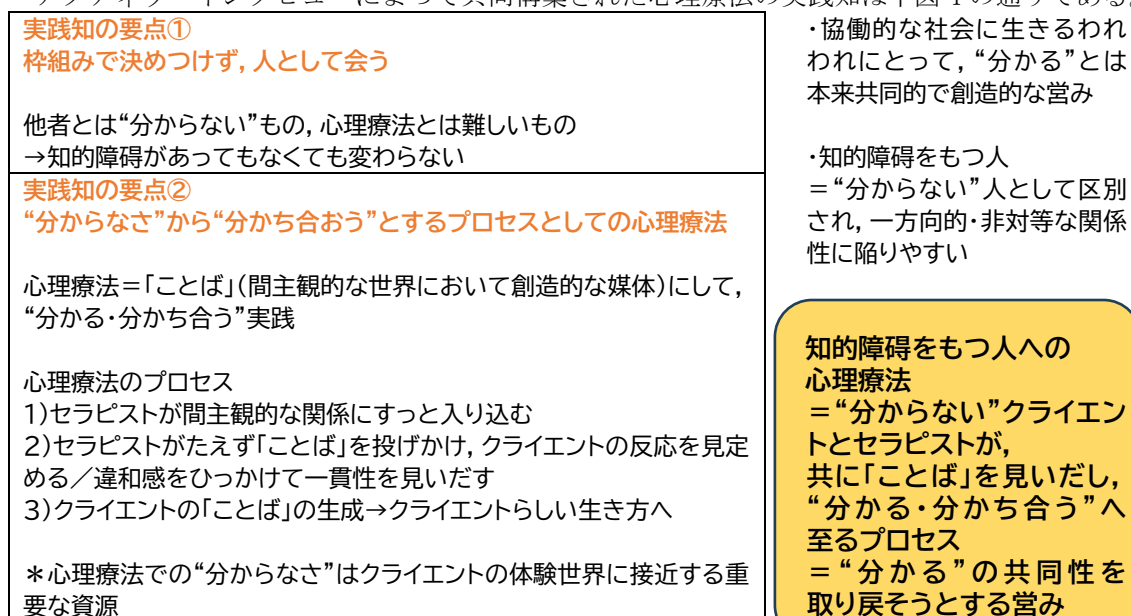 実践知の要点①
枠組みで決めつけず，人として会う
他者とは“分からない”もの，心理療法とは難しいもの
→知的障碍があってもなくても変わらない
実践知の要点②
“分からなさ”から“分かち合おう”とするプロセスとしての心理療法
心理療法＝「ことば」（間主観的な世界において創造的な媒体）にして，
“分かる・分かち合う”実践
心理療法のプロセス
1）セラピストが間主観的な関係にすっと入り込む
2）セラピストがたえず「ことば」を投げかけ，クライエントの反応を見定
める／違和感をひっかけて一貫性を見いだす
3）クライエントの「ことば」の生成→クライエントらしい生き方へ
＊心理療法での“分からなさ”はクライエントの体験世界に接近する重
要な資源
・協働的な社会に生きるわれ
われにとって，“分かる”とは
本来共同的で創造的な営み
・知的障碍をもつ人
＝“分からない”人として区別
され，一方向的・非対等な関係
性に陥りやすい
知的障碍をもつ人への
心理療法
＝“分からない”クライエン
トとセラピストが，
共に「ことば」を見いだし，
“分かる・分かち合う”へ
至るプロセス
＝“分かる”の共同性を
取り戻そうとする営み